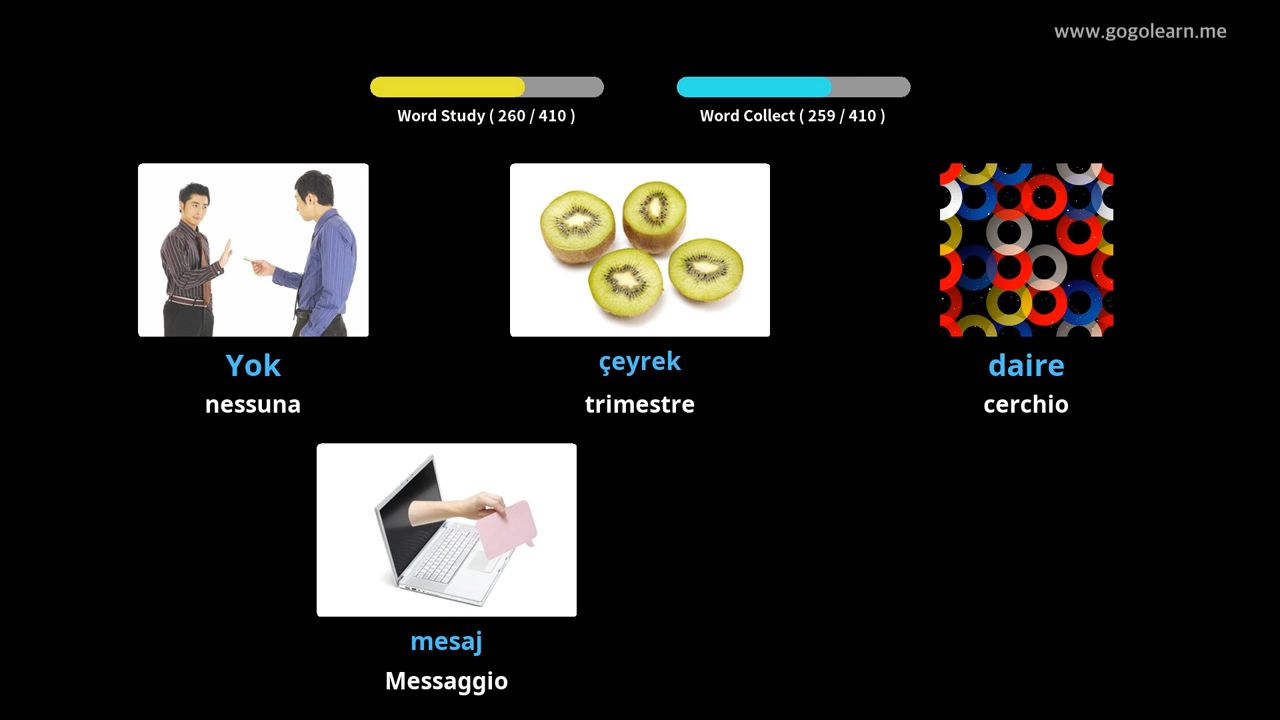 www.gogolearn.me
Word Study ( 260 / 410 )
Word Collect ( 259 / 410 )
Yok
nessuna
çeyrek
trimestre
daire
cerchio
mesaj
Messaggio